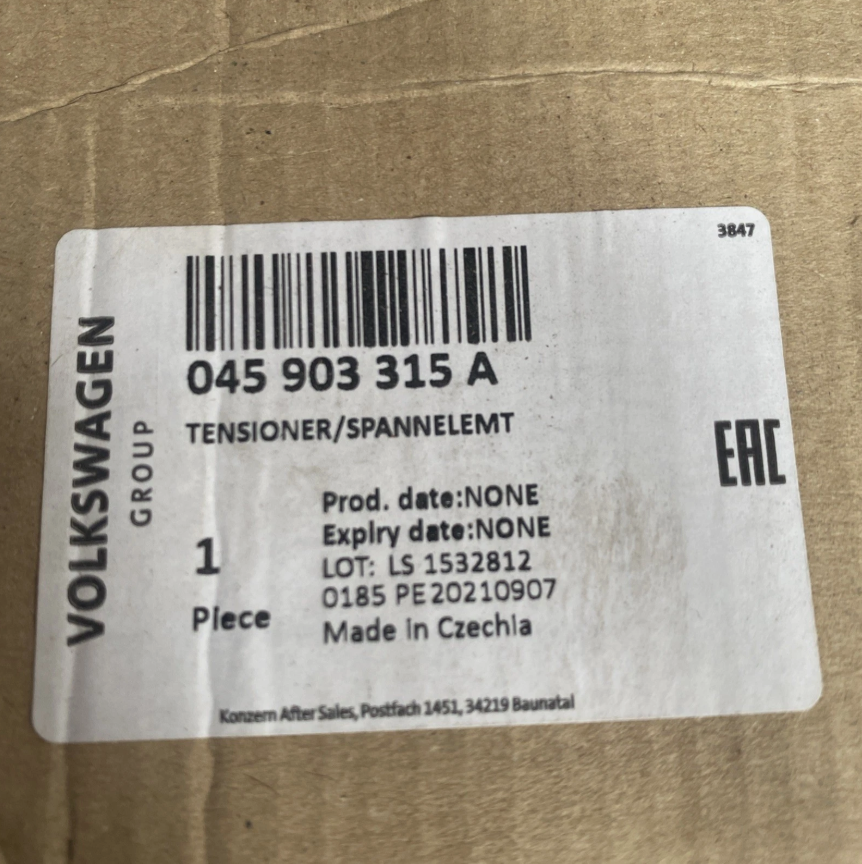 3847
VOLKSWAGEN
GROUP
045 903 315 A
TENSIONER/SPANNELEMT
EAC
1
Piece
Prod. date:NONE
Expiry date:NONE
LOT: LS 1532812
0185 PE20210907
Made in Czechia
Konzern After Sales, Postfach 1451, 34219 Baunatal